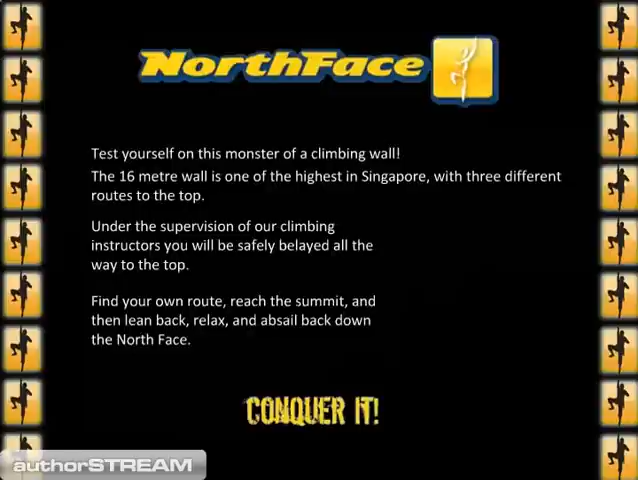 NorthFace
Test yourself on this monster of a climbing wall!
The 16 metre wall is one of the highest in Singapore, with three different
routes to the top.
Under the supervision of our climbing
instructors you will be safely belayed all the
way to the top.
Find your own route, reach the summit, and
then lean back, relax, and absail back down
the North Face.
CONQUER IT!
authorSTREAM